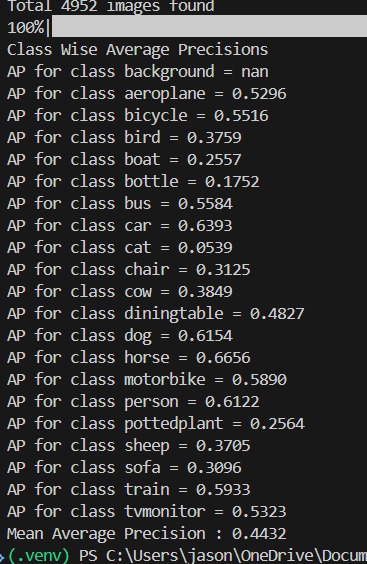 Total 4952 images found
100%|
Class Wise Average Precisions
AP for class background = nan
AP for class aeroplane = 0.5296
AP for class bicycle = 0.5516
AP for class bird = 0.3759
AP for class boat = 0.2557
AP for class bottle = 0.1752
AP for class bus = 0.5584
AP for class car = 0.6393
AP for class cat = 0.0539
AP for class chair = 0.3125
AP for class cow = 0.3849
AP for class diningtable = 0.4827
AP for class dog = 0.6154
AP for class horse = 0.6656
AP for class motorbike = 0.5890
AP for class person = 0.6122
AP for class pottedplant = 0.2564
AP for class sheep = 0.3705
AP for class sofa = 0.3096
AP for class train = 0.5933
AP for class tvmonitor = 0.5323
Mean Average Precision : 0.4432
(.venv) PS C:\Users\jason\OneDrive\Docum